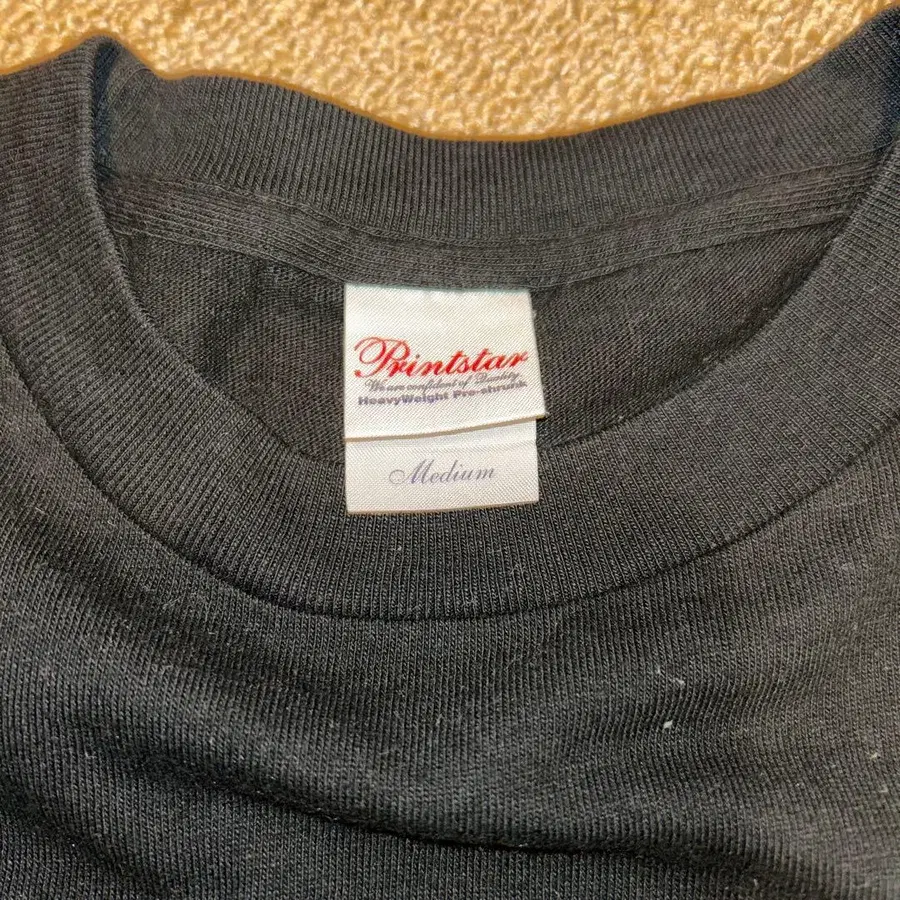 Printstar
We are confident of Quality.
HeavyWeight Pre-shrunk
Medium